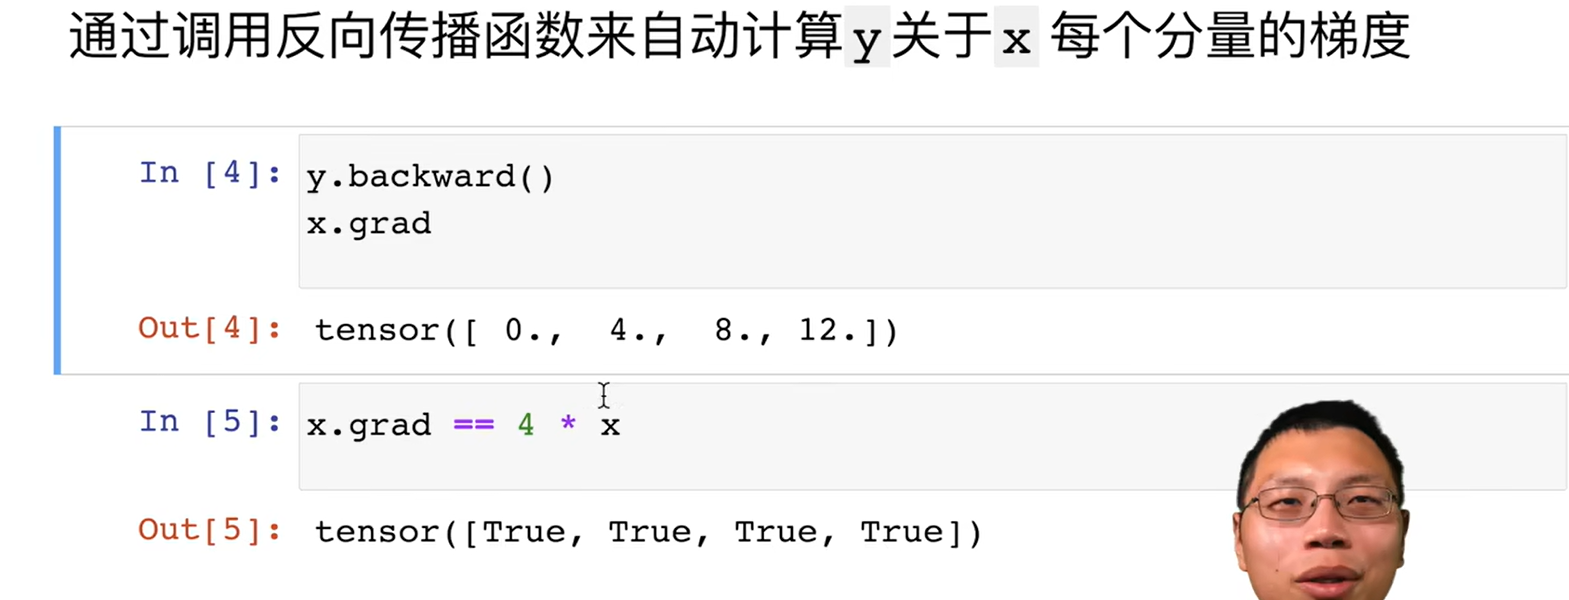 通过调用反向传播函数来自动计算y关于x 每个分量的梯度
In [4]: y.backward()
x.grad
Out[4]: tensor([ 0.,  4.,  8., 12.])
In [5]: x.grad == 4 * x
Out[5]: tensor([True, True, True, True])